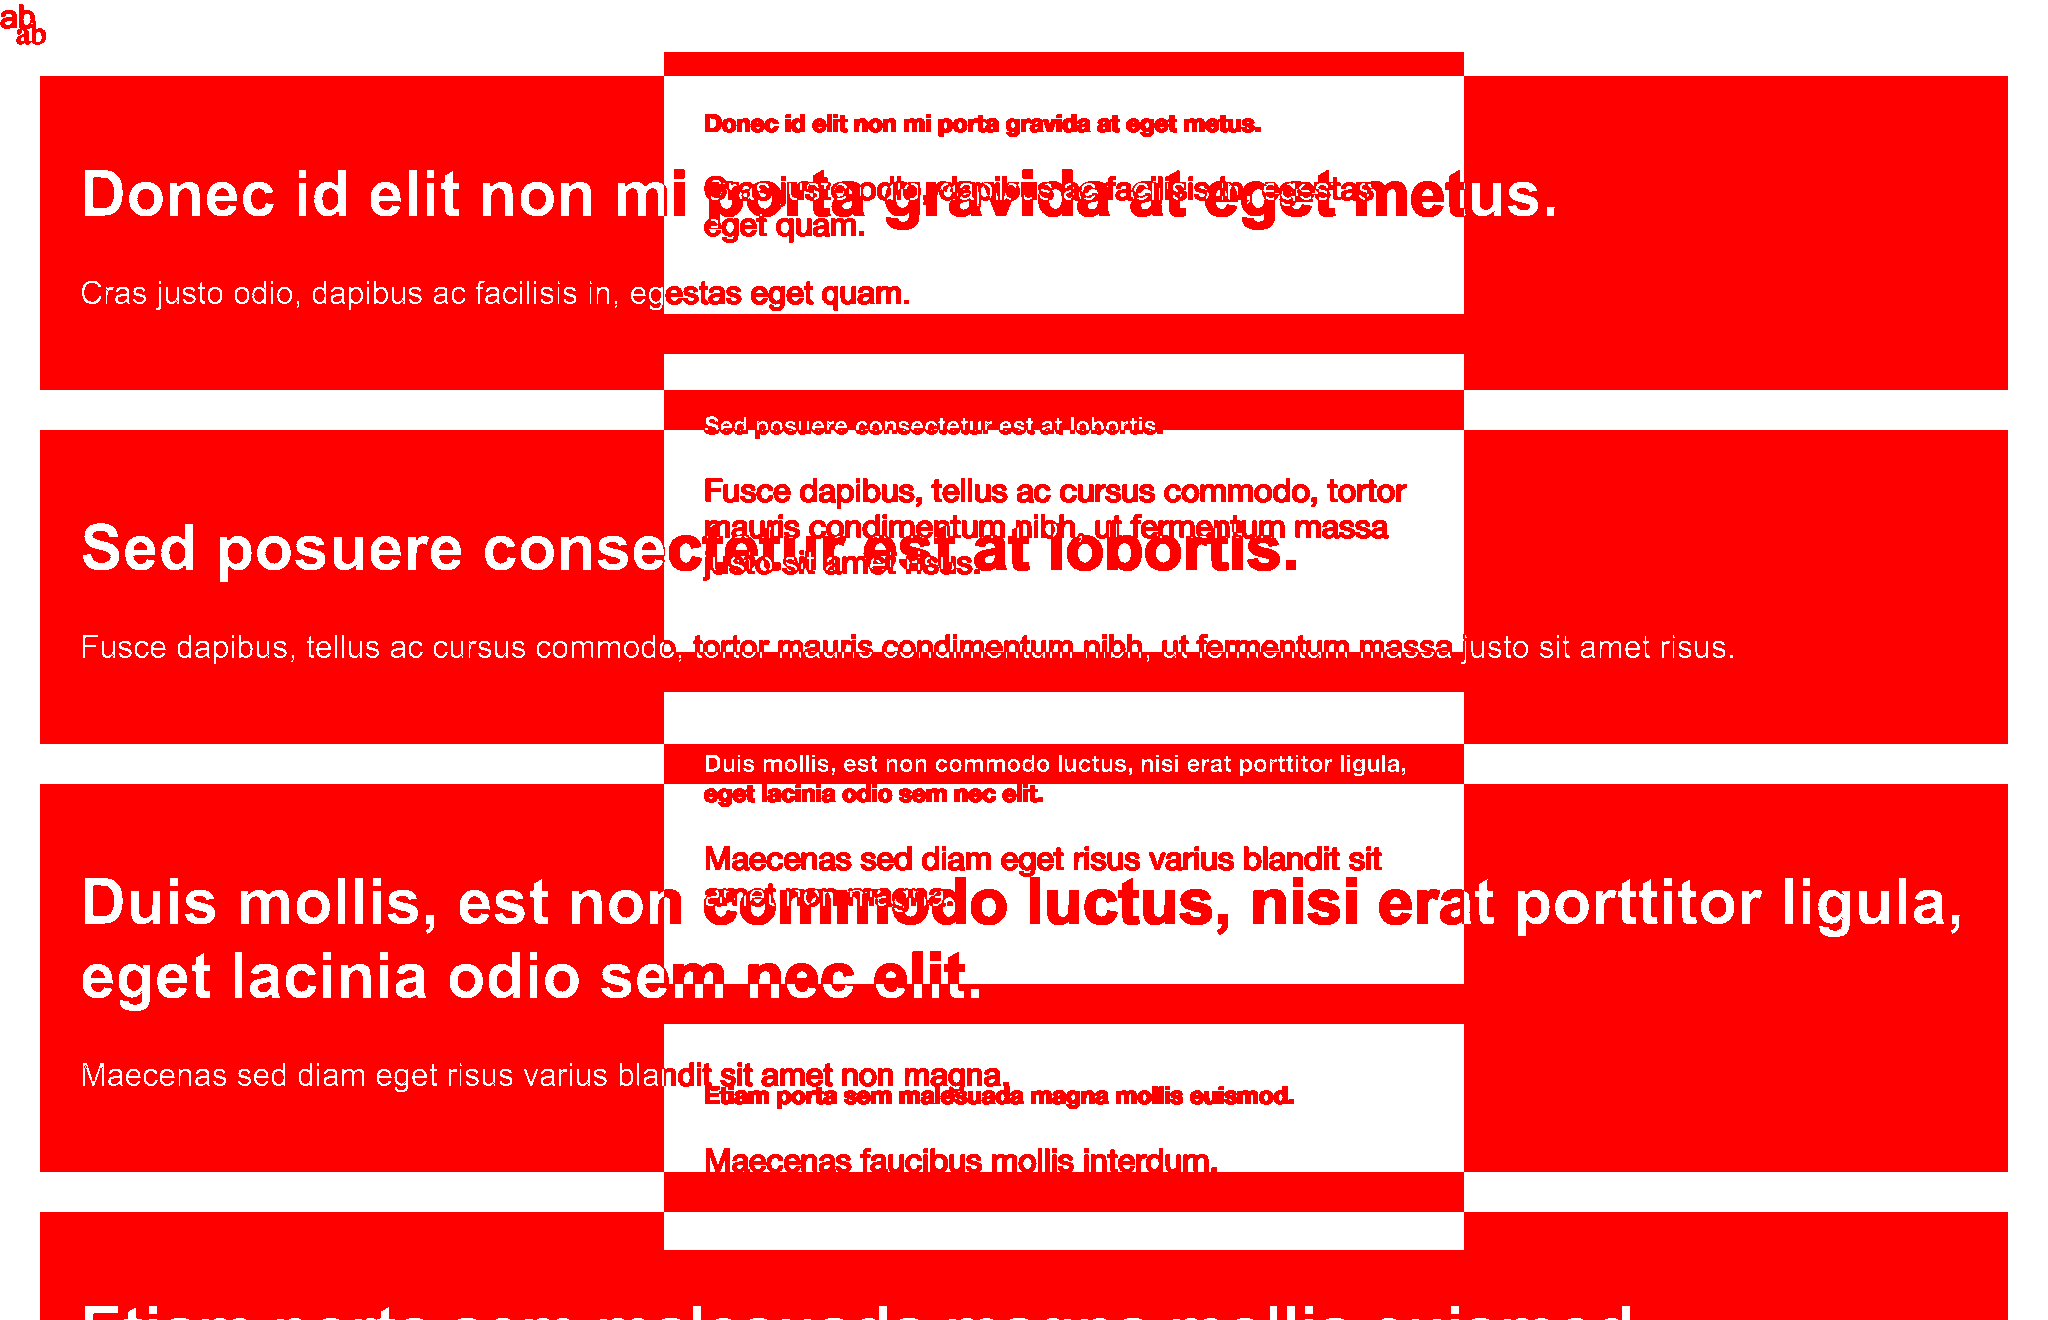 ab
ab
Donec id elit non mi porta gravida at eget metus.
Donec id elit non mi porta gravida at eget metus.
Cras justo odio, dapibus ac facilisis in, egestas
eget quam.
Cras justo odio, dapibus ac facilisis in, egestas eget quam.
Sed posuere consectetur est at lobortis.
Fusce dapibus, tellus ac cursus commodo, tortor
mauris condimentum nibh, ut fermentum massa
justo sit amet risus.
Sed posuere consectetur est at lobortis.
Fusce dapibus, tellus ac cursus commodo, tortor mauris condimentum nibh, ut fermentum massa justo sit amet risus.
Duis mollis, est non commodo luctus, nisi erat porttitor ligula,
eget lacinia odio sem nec elit.
Maecenas sed diam eget risus varius blandit sit
amet non magna.
Duis mollis, est non commodo luctus, nisi erat porttitor ligula,
eget lacinia odio sem nec elit.
Maecenas sed diam eget risus varius blandit sit amet non magna.
Etiam porta sem malesuada magna mollis euismod.
Maecenas faucibus mollis interdum.
Etiam porta sem malesuada magna mollis euismod.